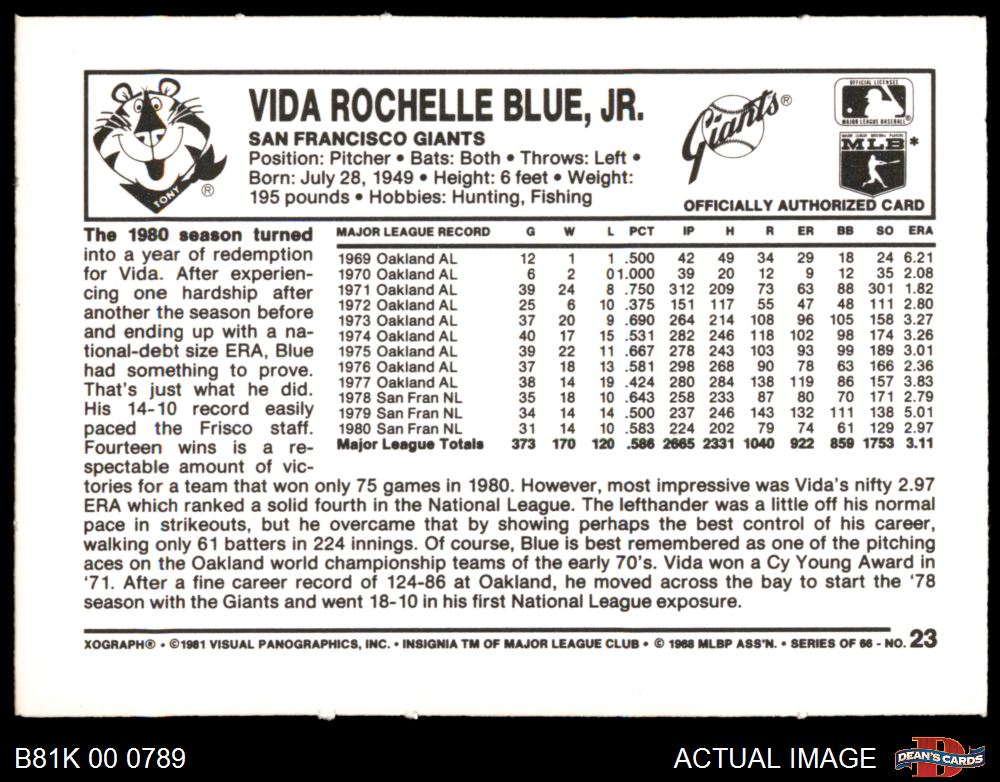 VIDA ROCHELLE BLUE, JR.
SAN FRANCISCO GIANTS
Position: Pitcher • Bats: Both • Throws: Left •
Born: July 28, 1949 • Height: 6 feet • Weight:
195 pounds • Hobbies: Hunting, Fishing
TONY
®
Giants®
OFFICIAL LICENSEE
MAJOR LEAGUE BASEBALL®
MAJOR LEAGUE BASEBALL PLAYERS
MLB*
OFFICIALLY AUTHORIZED CARD
The 1980 season turned
into a year of redemption
for Vida. After experien-
cing one hardship after
another the season before
and ending up with a na-
tional-debt size ERA, Blue
had something to prove.
That's just what he did.
His 14-10 record easily
paced the Frisco staff.
Fourteen wins is a re-
spectable amount of vic-
tories for a team that won only 75 games in 1980. However, most impressive was Vida's nifty 2.97
ERA which ranked a solid fourth in the National League. The lefthander was a little off his normal
pace in strikeouts, but he overcame that by showing perhaps the best control of his career,
walking only 61 batters in 224 innings. Of course, Blue is best remembered as one of the pitching
aces on the Oakland world championship teams of the early 70's. Vida won a Cy Young Award in
'71. After a fine career record of 124-86 at Oakland, he moved across the bay to start the '78
season with the Giants and went 18-10 in his first National League exposure.
MAJOR LEAGUE RECORD G W L PCT IP H R ER BB SO ERA
1969 Oakland AL 12 1 1 .500 42 49 34 29 18 24 6.21
1970 Oakland AL 6 2 0 1.000 39 20 12 9 12 35 2.08
1971 Oakland AL 39 24 8 .750 312 209 73 63 88 301 1.82
1972 Oakland AL 25 6 10 .375 151 117 55 47 48 111 2.80
1973 Oakland AL 37 20 9 .690 264 214 108 96 105 158 3.27
1974 Oakland AL 40 17 15 .531 282 246 118 102 98 174 3.26
1975 Oakland AL 39 22 11 .667 278 243 103 93 99 189 3.01
1976 Oakland AL 37 18 13 .581 298 268 90 78 63 166 2.36
1977 Oakland AL 38 14 19 .424 280 284 138 119 86 157 3.83
1978 San Fran NL 35 18 10 .643 258 233 87 80 70 171 2.79
1979 San Fran NL 34 14 14 .500 237 246 143 132 111 138 5.01
1980 San Fran NL 31 14 10 .583 224 202 79 74 61 129 2.97
Major League Totals 373 170 120 .586 2665 2331 1040 922 859 1753 3.11
XOGRAPH® • ©1981 VISUAL PANOGRAPHICS, INC. • INSIGNIA TM OF MAJOR LEAGUE CLUB • © 1968 MLBP ASS'N. • SERIES OF 66 - NO. 23
B81K 00 0789
ACTUAL IMAGE
DEAN'S CARDS